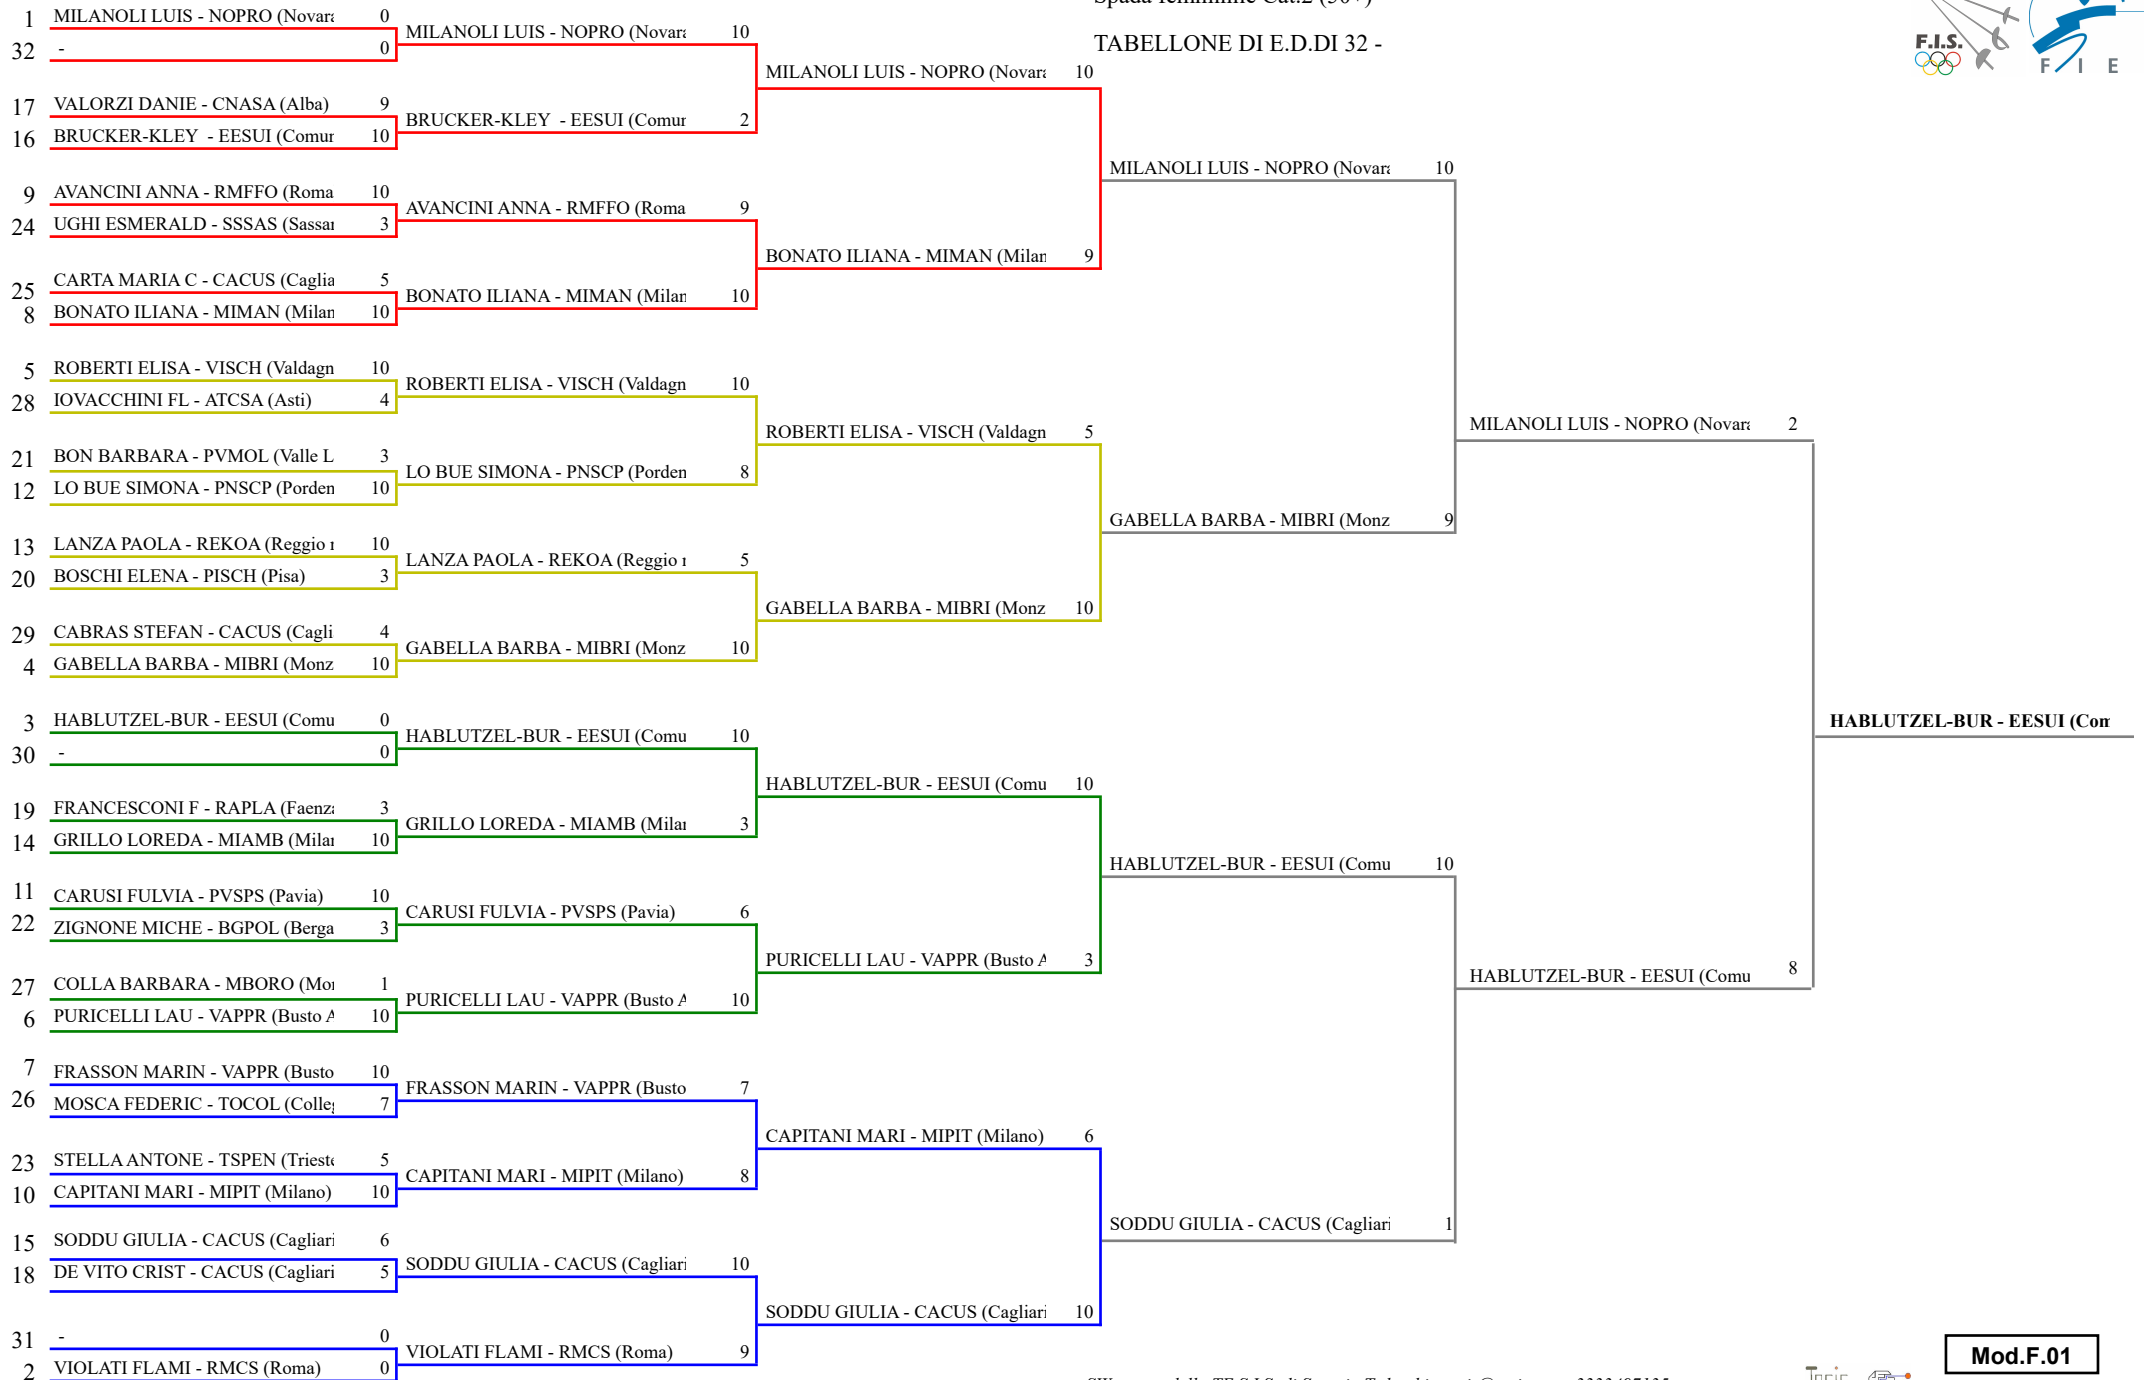 TABELLONE DI E.D.DI 32 -
F.I.S.
F I E
1 MILANOLI LUIS - NOPRO (Novara 0
32 - 0
17 VALORZI DANIE - CNASA (Alba) 9
16 BRUCKER-KLEY - EESUI (Comur 10
9 AVANCINI ANNA - RMFFO (Roma 10
24 UGHI ESMERALD - SSSAS (Sassar 3
25 CARTA MARIA C - CACUS (Caglia 5
8 BONATO ILIANA - MIMAN (Milan 10
5 ROBERTI ELISA - VISCH (Valdagn 10
28 IOVACCHINI FL - ATCSA (Asti) 4
21 BON BARBARA - PVMOL (Valle L 3
12 LO BUE SIMONA - PNSCP (Porden 10
13 LANZA PAOLA - REKOA (Reggio 10
20 BOSCHI ELENA - PISCH (Pisa) 3
29 CABRAS STEFAN - CACUS (Cagli 4
4 GABELLA BARBA - MIBRI (Monz 10
3 HABLUTZEL-BUR - EESUI (Comu 0
30 - 0
19 FRANCESCONI F - RAPLA (Faenza 3
14 GRILLO LOREDA - MIAMB (Milar 10
11 CARUSI FULVIA - PVSPS (Pavia) 10
22 ZIGNONE MICHE - BGPOL (Berga 3
27 COLLA BARBARA - MBORO (Mor 1
6 PURICELLI LAU - VAPPR (Busto A 10
7 FRASSON MARIN - VAPPR (Busto 10
26 MOSCA FEDERIC - TOCOL (Colleg 7
23 STELLA ANTONE - TSPEN (Trieste 5
10 CAPITANI MARI - MIPIT (Milano) 10
15 SODDU GIULIA - CACUS (Cagliari 6
18 DE VITO CRIST - CACUS (Cagliari 5
31 - 0
2 VIOLATI FLAMI - RMCS (Roma) 0
MILANOLI LUIS - NOPRO (Novara 10
BRUCKER-KLEY - EESUI (Comur 2
AVANCINI ANNA - RMFFO (Roma 9
BONATO ILIANA - MIMAN (Milan 10
ROBERTI ELISA - VISCH (Valdagn 10
LO BUE SIMONA - PNSCP (Porden 8
LANZA PAOLA - REKOA (Reggio 5
GABELLA BARBA - MIBRI (Monz 10
HABLUTZEL-BUR - EESUI (Comu 10
GRILLO LOREDA - MIAMB (Milar 3
CARUSI FULVIA - PVSPS (Pavia) 6
PURICELLI LAU - VAPPR (Busto A 10
FRASSON MARIN - VAPPR (Busto 7
CAPITANI MARI - MIPIT (Milano) 8
SODDU GIULIA - CACUS (Cagliari 10
VIOLATI FLAMI - RMCS (Roma) 9
MILANOLI LUIS - NOPRO (Novara 10
BONATO ILIANA - MIMAN (Milan 9
ROBERTI ELISA - VISCH (Valdagn 5
GABELLA BARBA - MIBRI (Monz 10
HABLUTZEL-BUR - EESUI (Comu 10
PURICELLI LAU - VAPPR (Busto A 3
CAPITANI MARI - MIPIT (Milano) 6
SODDU GIULIA - CACUS (Cagliari 10
MILANOLI LUIS - NOPRO (Novara 10
GABELLA BARBA - MIBRI (Monz 9
HABLUTZEL-BUR - EESUI (Comu 10
SODDU GIULIA - CACUS (Cagliari 1
MILANOLI LUIS - NOPRO (Novara 2
HABLUTZEL-BUR - EESUI (Comu 8
HABLUTZEL-BUR - EESUI (Com
Mod.F.01